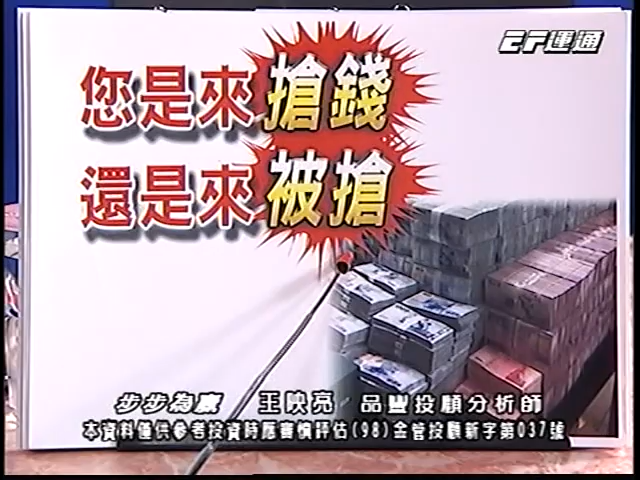 EF運通
您是來搶錢
還是來被搶
步步為贏 王映亮 品豐投顧分析師
本資料僅供參考投資時應審慎評估(98)金管投顧新字第037號